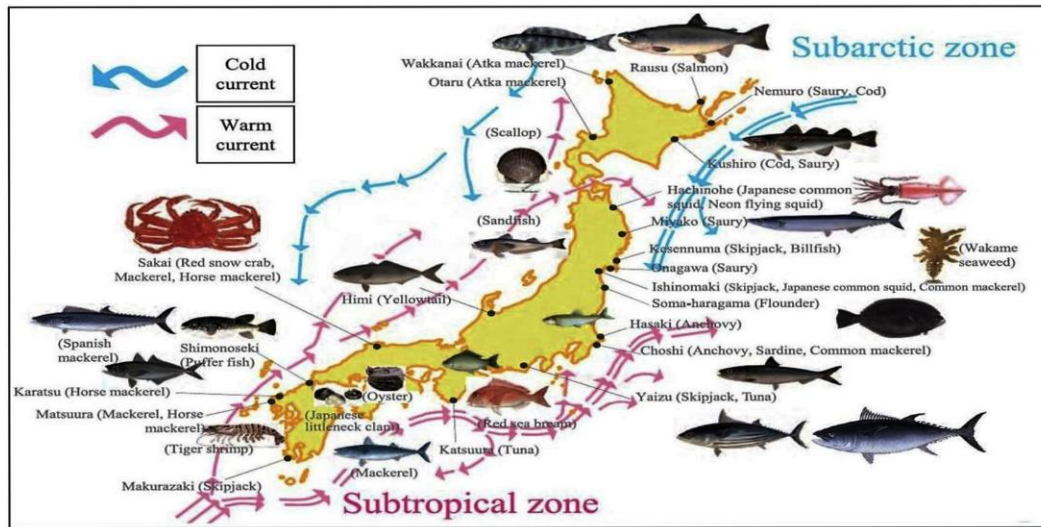 Cold
current
Warm
current
Subarctic zone
Wakkanai (Atka mackerel)
Otaru (Atka mackerel)
Rausu (Salmon)
Nemuro (Saury, Cod)
(Scallop)
Kushiro (Cod, Saury)
Hachinohe (Japanese common
squid, Neon flying squid)
Miyako (Saury)
(Sandfish)
Kesennuma (Skipjack, Billfish)
(Wakame
seaweed)
Onagawa (Saury)
Sakai (Red snow crab,
Mackerel, Horse mackerel)
Ishinomaki (Skipjack, Japanese common squid, Common mackerel)
Himi (Yellowtail)
Soma-haragama (Flounder)
Hasaki (Anchovy)
(Spanish
mackerel)
Shimonoseki
(Puffer fish)
Choshi (Anchovy, Sardine, Common mackerel)
Karatsu (Horse mackerel)
(Oyster)
Yaizu (Skipjack, Tuna)
Matsuura (Mackerel, Horse
mackerel)
(Japanese
littleneck clam)
(Red sea bream)
(Tiger shrimp)
Katsuura (Tuna)
(Mackerel)
Makurazaki (Skipjack)
Subtropical zone